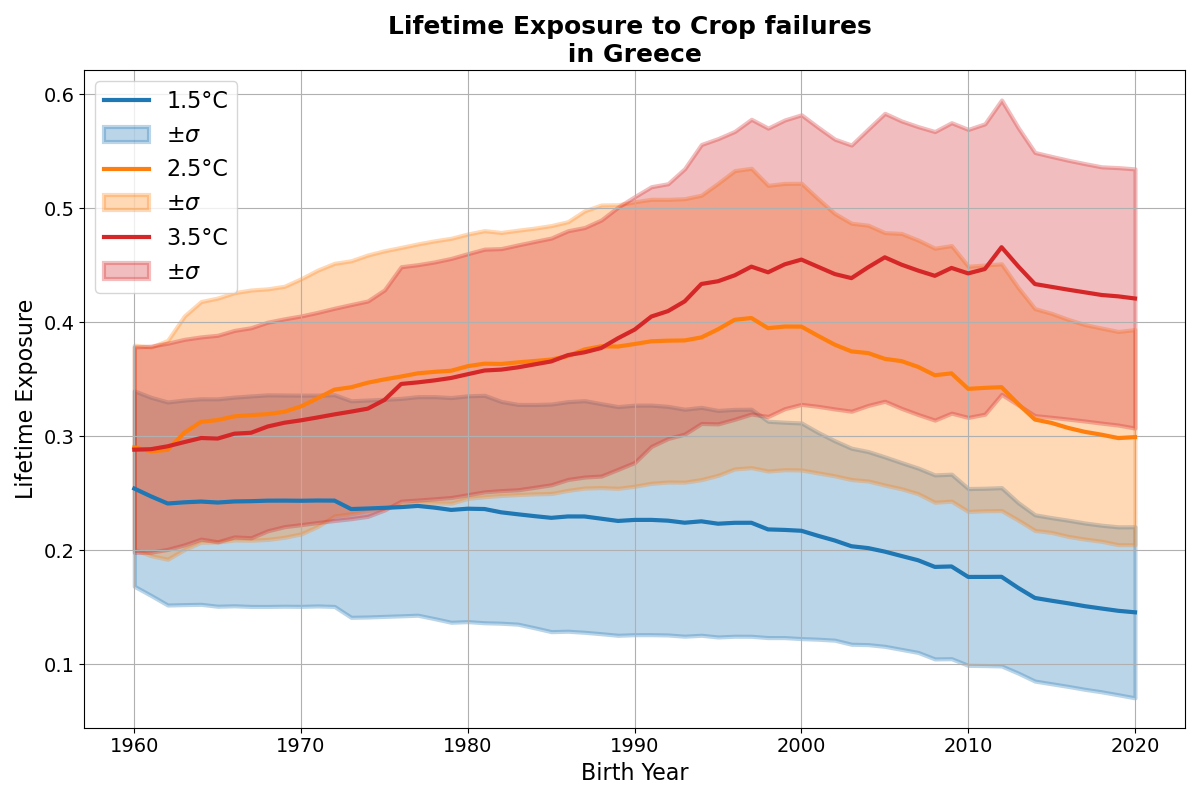 Lifetime Exposure to Crop failures
in Greece
0.6
0.5
0.4
0.3
0.2
0.1
Lifetime Exposure
1.5°C
±σ
2.5°C
±σ
3.5°C
±σ
1960
1970
1980
1990
2000
2010
2020
Birth Year